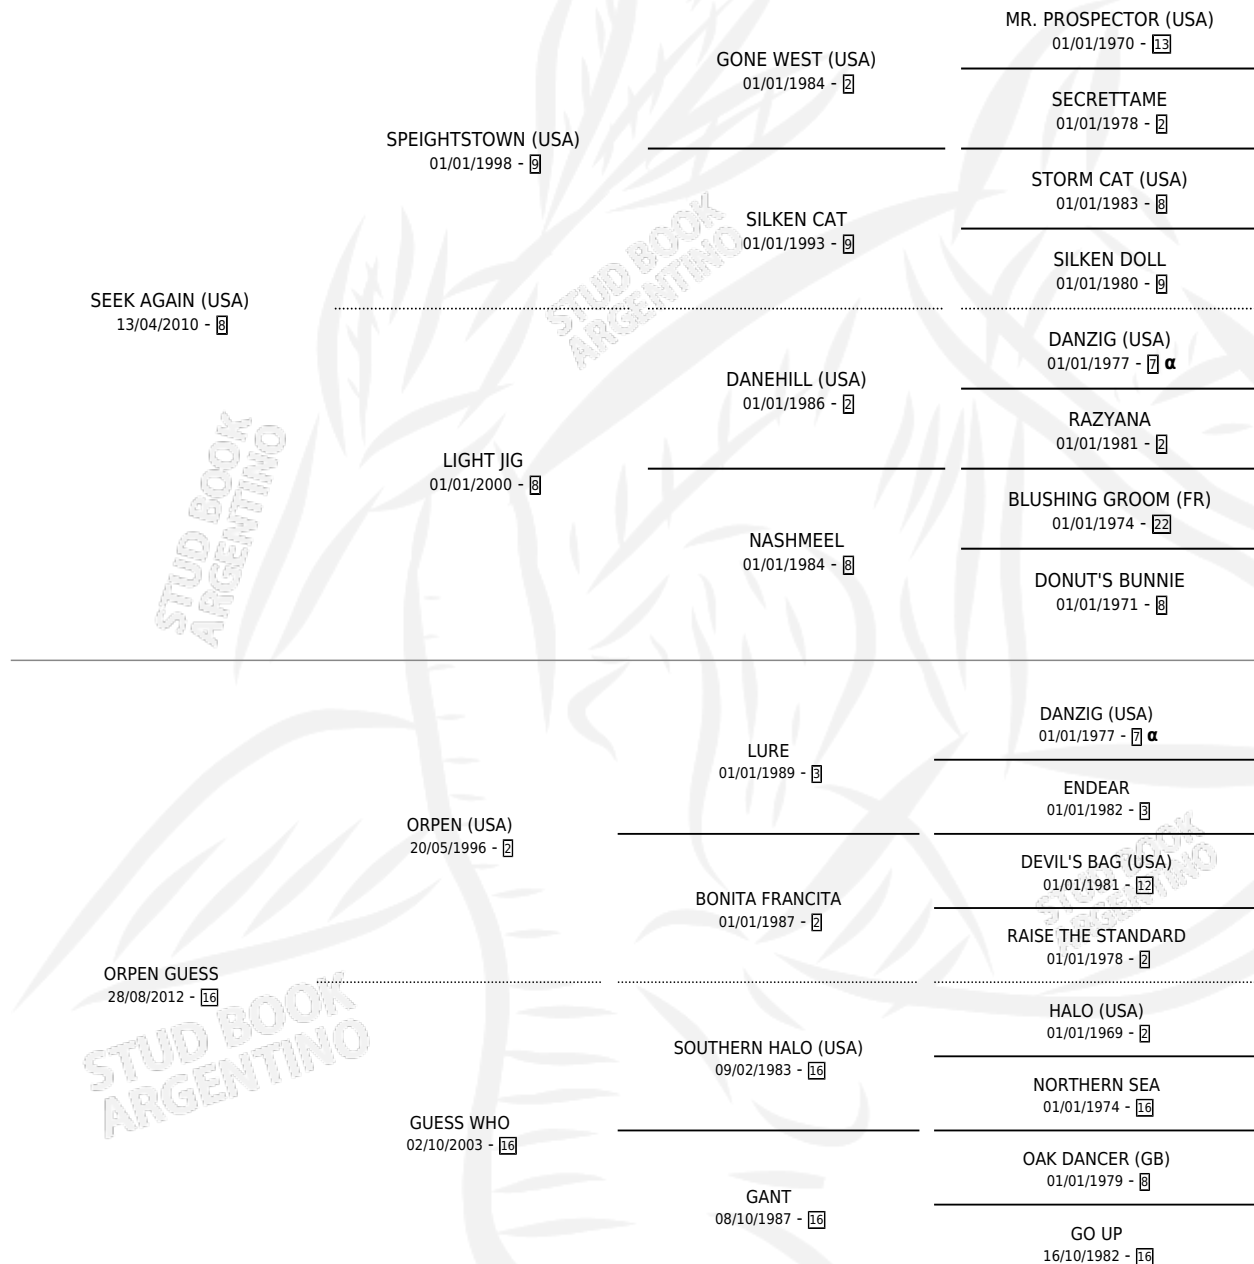 MR. PROSPECTOR (USA)
01/01/1970 - 13
GONE WEST (USA)
01/01/1984 - 2
SECRETTAME
01/01/1978 - 2
SPEIGHTSTOWN (USA)
01/01/1998 - 9
STORM CAT (USA)
01/01/1983 - 8
SILKEN CAT
01/01/1993 - 9
SILKEN DOLL
01/01/1980 - 9
SEEK AGAIN (USA)
13/04/2010 - 8
DANZIG (USA)
01/01/1977 - 7 α
DANEHILL (USA)
01/01/1986 - 2
RAZYANA
01/01/1981 - 2
LIGHT JIG
01/01/2000 - 8
BLUSHING GROOM (FR)
01/01/1974 - 22
NASHMEEL
01/01/1984 - 8
DONUT'S BUNNIE
01/01/1971 - 8
DANZIG (USA)
01/01/1977 - 7 α
LURE
01/01/1989 - 3
ENDEAR
01/01/1982 - 3
ORPEN (USA)
20/05/1996 - 2
DEVIL'S BAG (USA)
01/01/1981 - 12
BONITA FRANCITA
01/01/1987 - 2
RAISE THE STANDARD
01/01/1978 - 2
ORPEN GUESS
28/08/2012 - 16
HALO (USA)
01/01/1969 - 2
SOUTHERN HALO (USA)
09/02/1983 - 16
NORTHERN SEA
01/01/1974 - 16
GUESS WHO
02/10/2003 - 16
OAK DANCER (GB)
01/01/1979 - 8
GANT
08/10/1987 - 16
GO UP
16/10/1982 - 16
STUD BOOK
ARGENTINO
STUD BOOK
ARGENTINO
STUD BOOK
ARGENTINO
STUD BOOK
ARGENTINO